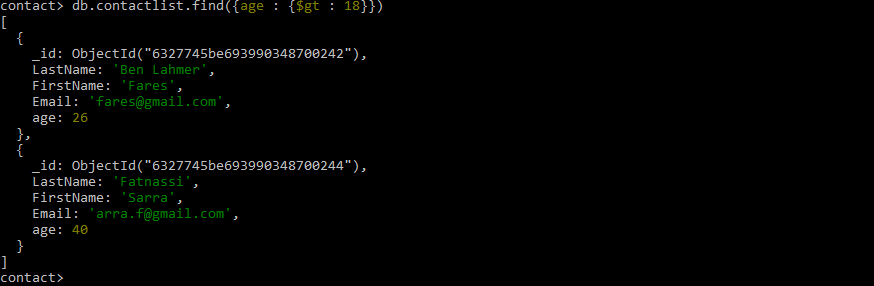 contact> db.contactlist.find({age : {$gt : 18}})
[
  {
    _id: ObjectId("6327745be693990348700242"),
    LastName: 'Ben Lahmer',
    FirstName: 'Fares',
    Email: 'fares@gmail.com',
    age: 26
  },
  {
    _id: ObjectId("6327745be693990348700244"),
    LastName: 'Fatnassi',
    FirstName: 'Sarra',
    Email: 'arra.f@gmail.com',
    age: 40
  }
]
contact>